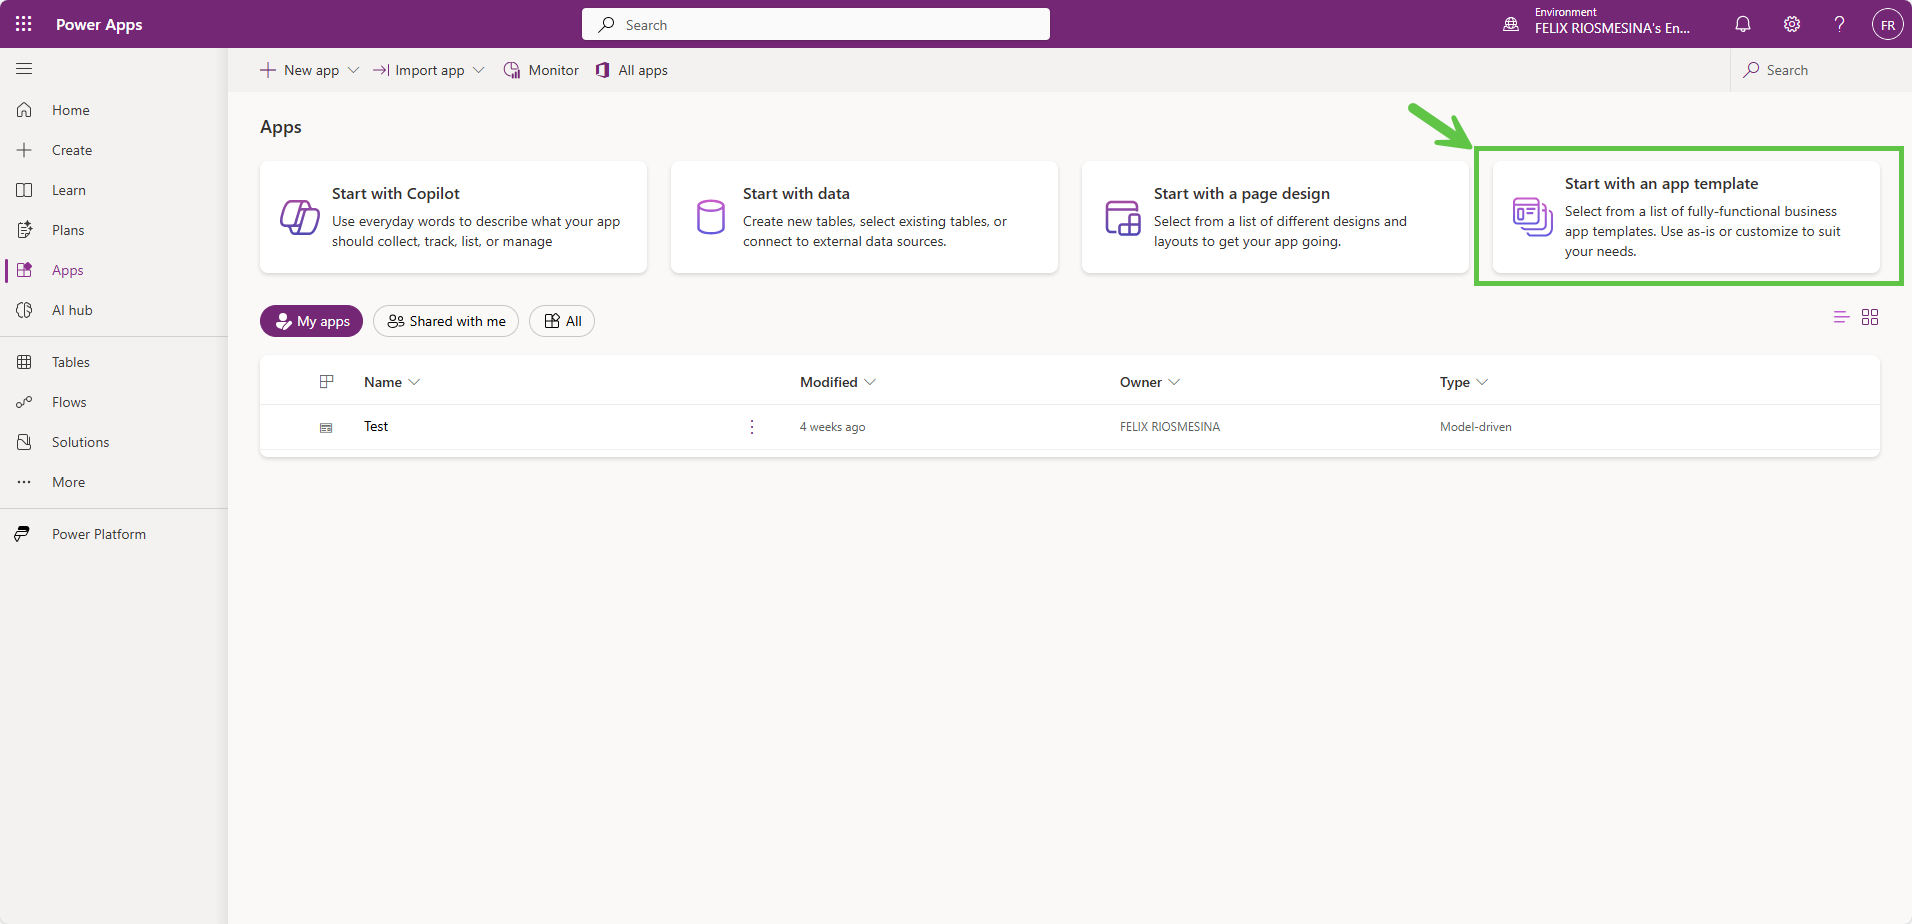 Power Apps
Search
Environment
FELIX RIOSMESINA's En...
?
FR
New app
Import app
Monitor
All apps
Search
Home
Create
Learn
Plans
Apps
AI hub
Tables
Flows
Solutions
More
Power Platform
Apps
Start with Copilot
Use everyday words to describe what your app
should collect, track, list, or manage
Start with data
Create new tables, select existing tables, or
connect to external data sources.
Start with a page design
Select from a list of different designs and
layouts to get your app going.
Start with an app template
Select from a list of fully-functional business
app templates. Use as-is or customize to suit
your needs.
My apps
Shared with me
All
Name
Modified
Owner
Type
Test
4 weeks ago
FELIX RIOSMESINA
Model-driven